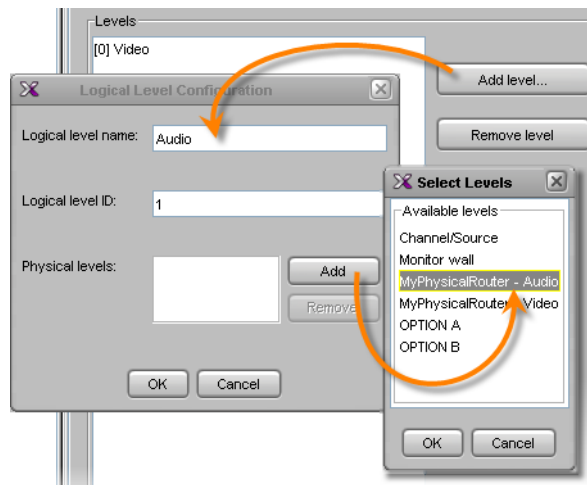 Levels
[0] Video
Add level...
Remove level
Logical Level Configuration
Logical level name:
Audio
Logical level ID:
1
Physical levels:
Add
Remove
OK
Cancel
Select Levels
Available levels
Channel/Source
Monitor wall
MyPhysicalRouter - Audio
MyPhysicalRouter - Video
OPTION A
OPTION B
OK
Cancel